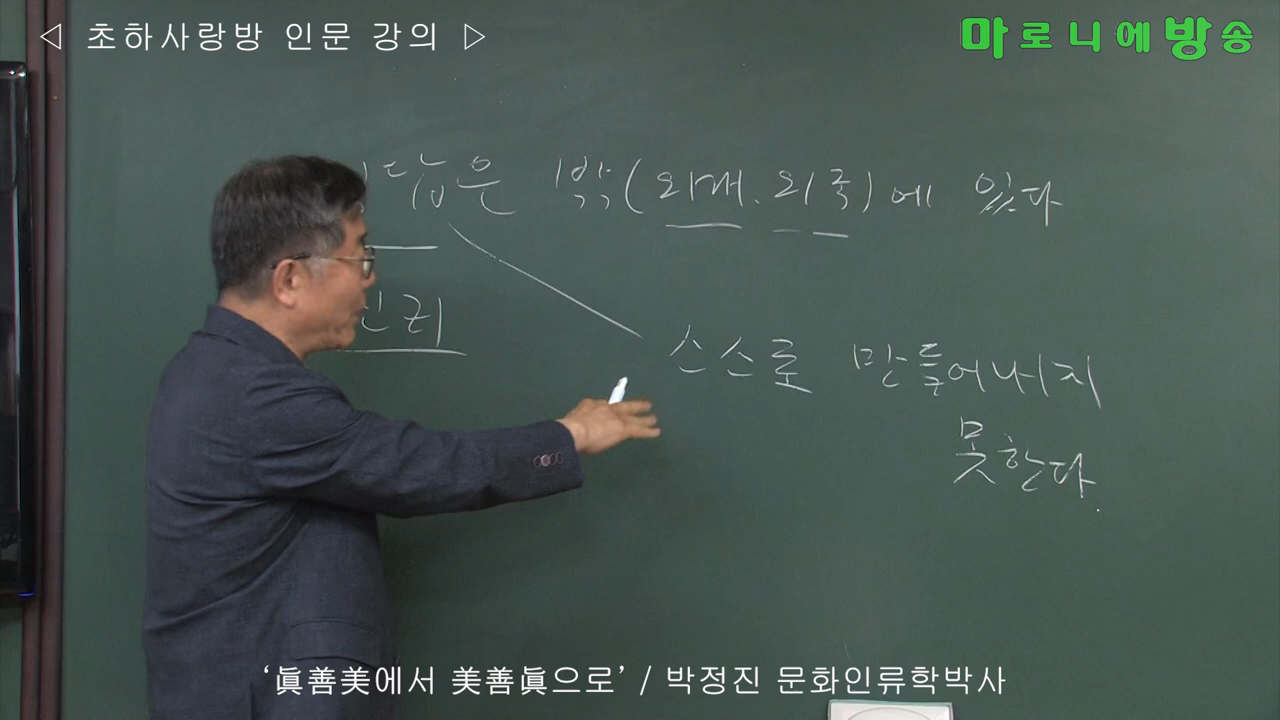 ◁ 초하사랑방 인문 강의 ▷
마로니에방송
답은 밖(외래. 외국)에 있다
진리
스스로 만들어내지
못한다.
‘眞善美에서 美善眞으로’ / 박정진 문화인류학박사